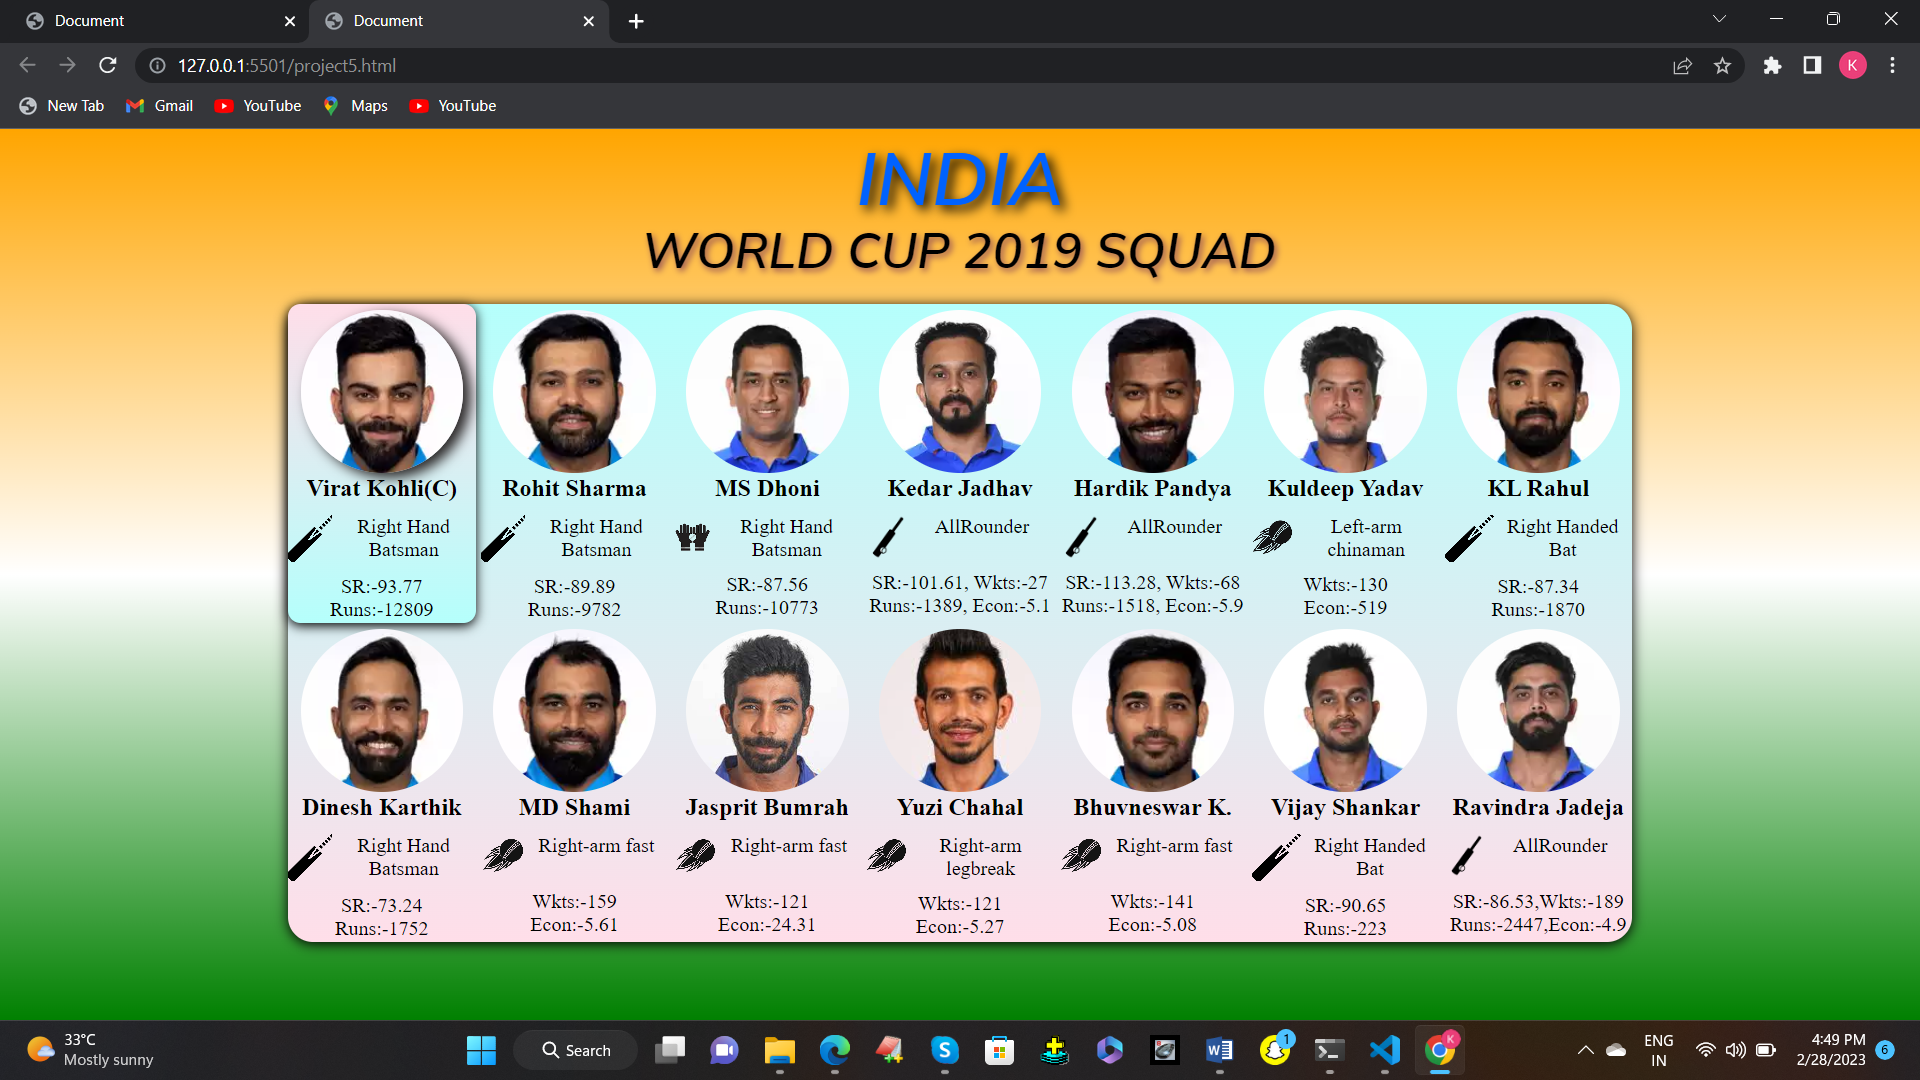 Document
Document
127.0.0.1:5501/project5.html
K
New Tab
Gmail
YouTube
Maps
YouTube
INDIA
WORLD CUP 2019 SQUAD
Virat Kohli(C)
Right Hand
Batsman
SR:-93.77
Runs:-12809
Rohit Sharma
Right Hand
Batsman
SR:-89.89
Runs:-9782
MS Dhoni
Right Hand
Batsman
SR:-87.56
Runs:-10773
Kedar Jadhav
AllRounder
SR:-101.61, Wkts:-27
Runs:-1389, Econ:-5.1
Hardik Pandya
AllRounder
SR:-113.28, Wkts:-68
Runs:-1518, Econ:-5.9
Kuldeep Yadav
Left-arm
chinaman
Wkts:-130
Econ:-519
KL Rahul
Right Handed
Bat
SR:-87.34
Runs:-1870
Dinesh Karthik
Right Hand
Batsman
SR:-73.24
Runs:-1752
MD Shami
Right-arm fast
Wkts:-159
Econ:-5.61
Jasprit Bumrah
Right-arm fast
Wkts:-121
Econ:-24.31
Yuzi Chahal
Right-arm
legbreak
Wkts:-121
Econ:-5.27
Bhuvneswar K.
Right-arm fast
Wkts:-141
Econ:-5.08
Vijay Shankar
Right Handed
Bat
SR:-90.65
Runs:-223
Ravindra Jadeja
AllRounder
SR:-86.53,Wkts:-189
Runs:-2447,Econ:-4.9
33°C
Mostly sunny
Search
S
W
1
K
ENG
IN
4:49 PM
2/28/2023
6